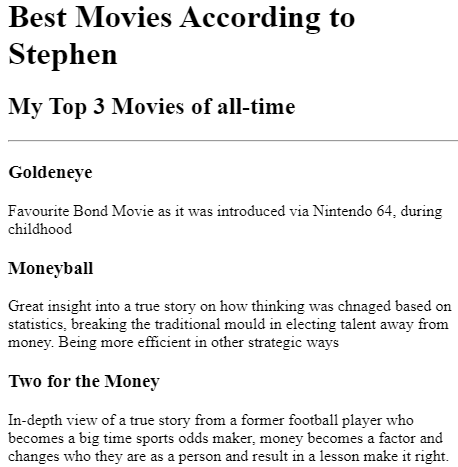 Best Movies According to
Stephen
My Top 3 Movies of all-time
Goldeneye
Favourite Bond Movie as it was introduced via Nintendo 64, during
childhood
Moneyball
Great insight into a true story on how thinking was chnaged based on
statistics, breaking the traditional mould in electing talent away from
money. Being more efficient in other strategic ways
Two for the Money
In-depth view of a true story from a former football player who
becomes a big time sports odds maker, money becomes a factor and
changes who they are as a person and result in a lesson make it right.